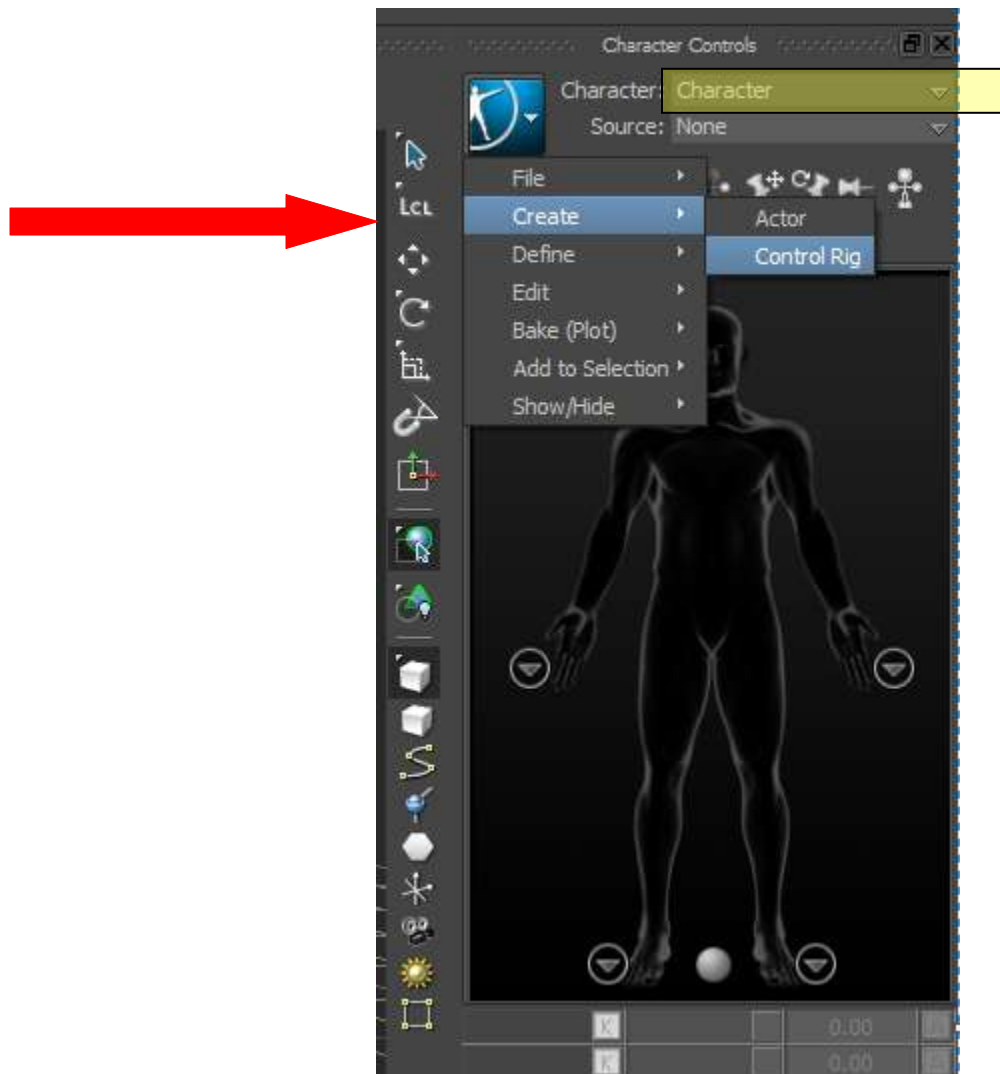 Character Controls
Character: Character
Source: None
LCL
File
Create
Define
Edit
Bake (Plot)
Add to Selection
Show/Hide
Actor
Control Rig
K
0.00
K
0.00